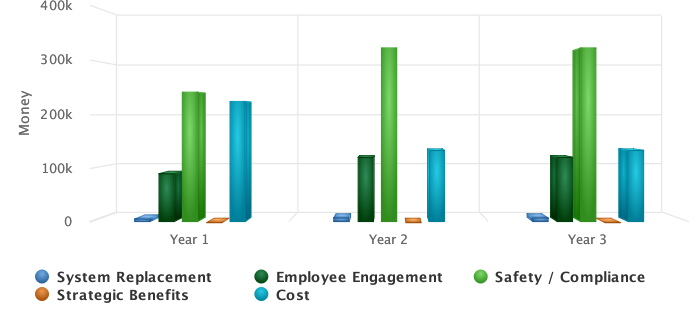 400k
300k
200k
100k
0
Money
Year 1 Year 2 Year 3
System Replacement Employee Engagement Safety / Compliance
Strategic Benefits Cost